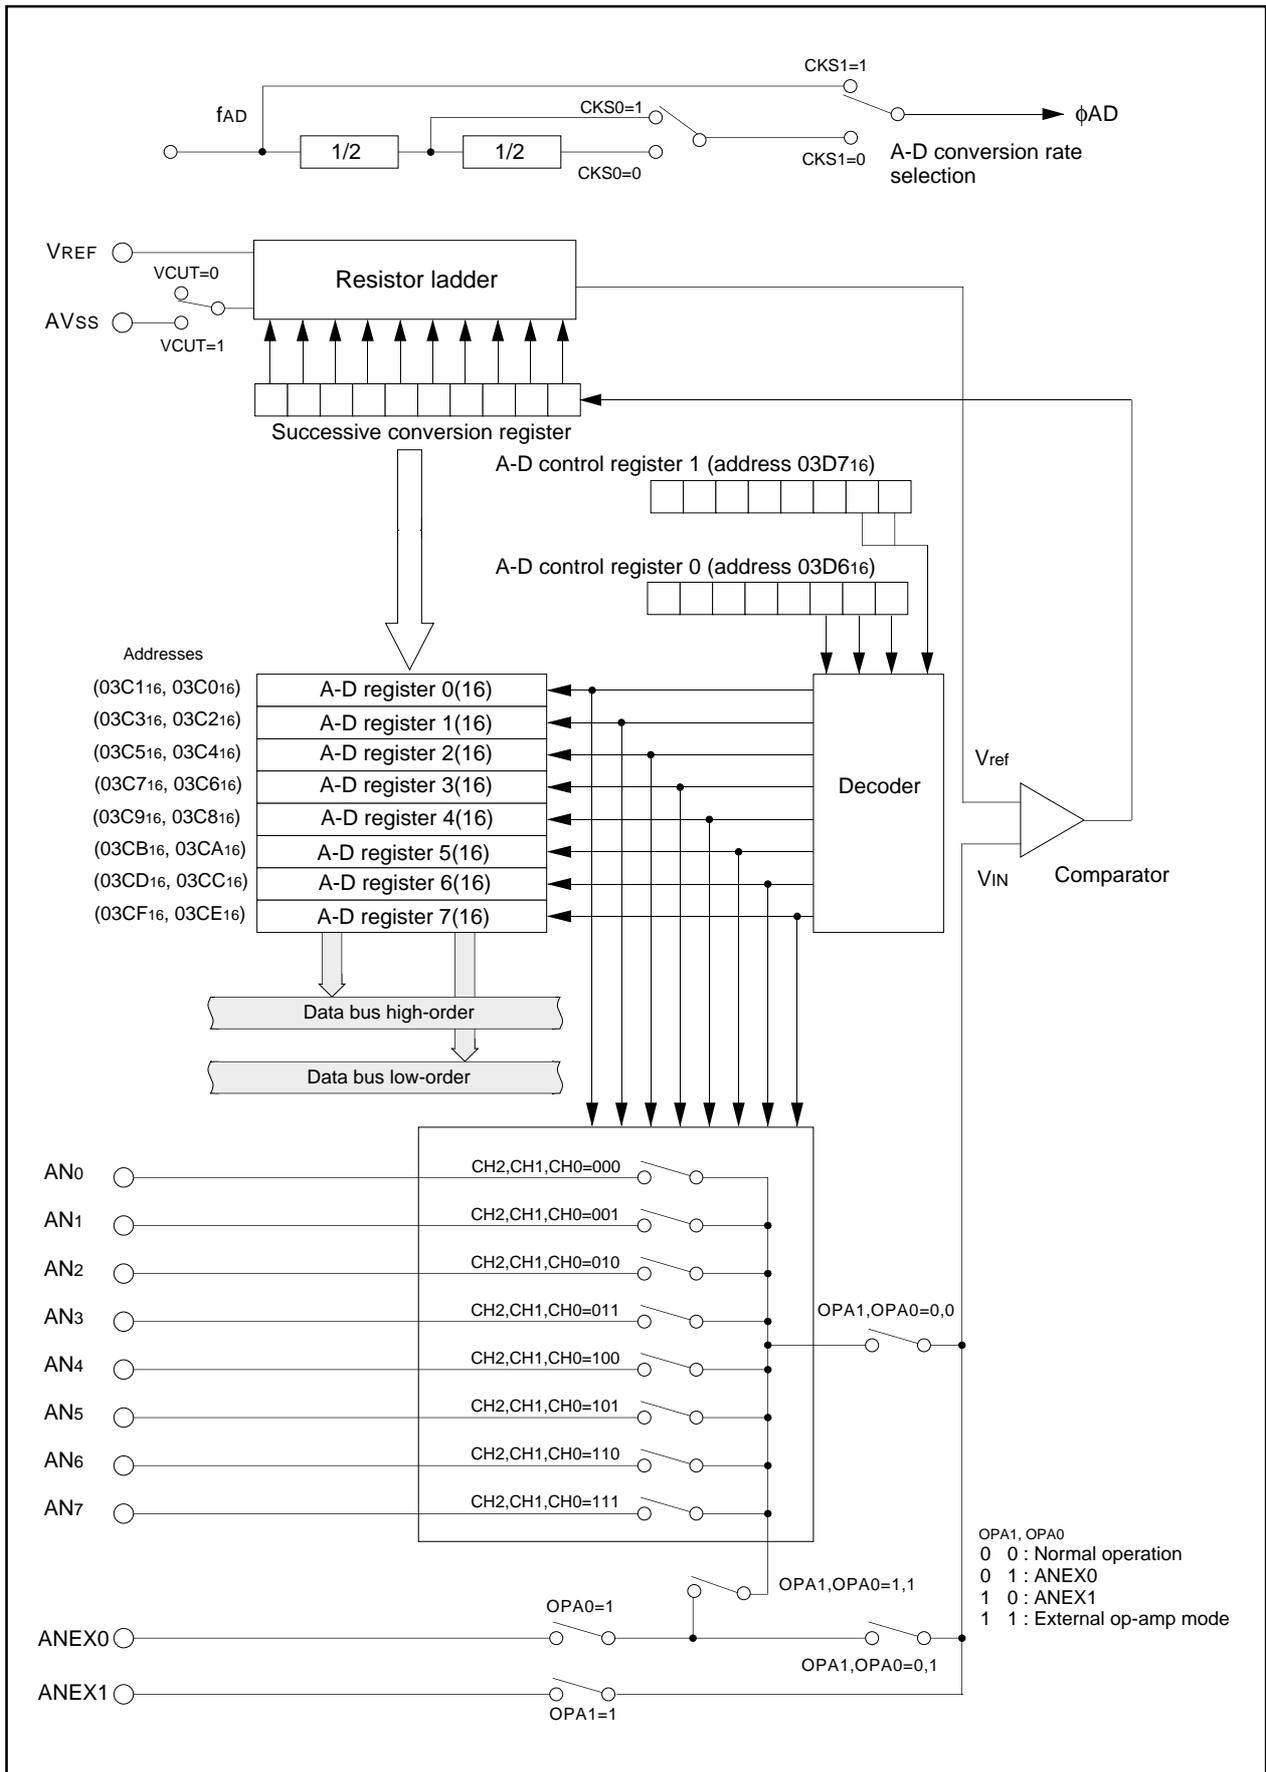 CKS1=1
fAD
CKS0=1
ϕAD
1/2
1/2
CKS0=0
CKS1=0
A-D conversion rate
selection
VREF
VCUT=0
Resistor ladder
AVSS
VCUT=1
Successive conversion register
A-D control register 1 (address 03D716)
A-D control register 0 (address 03D616)
Addresses
(03C116, 03C016)
A-D register 0(16)
(03C316, 03C216)
A-D register 1(16)
(03C516, 03C416)
A-D register 2(16)
(03C716, 03C616)
A-D register 3(16)
(03C916, 03C816)
A-D register 4(16)
(03CB16, 03CA16)
A-D register 5(16)
(03CD16, 03CC16)
A-D register 6(16)
(03CF16, 03CE16)
A-D register 7(16)
Decoder
Vref
VIN
Comparator
Data bus high-order
Data bus low-order
AN0
CH2,CH1,CH0=000
AN1
CH2,CH1,CH0=001
AN2
CH2,CH1,CH0=010
AN3
CH2,CH1,CH0=011
OPA1,OPA0=0,0
AN4
CH2,CH1,CH0=100
AN5
CH2,CH1,CH0=101
AN6
CH2,CH1,CH0=110
AN7
CH2,CH1,CH0=111
OPA1, OPA0
0 0 : Normal operation
0 1 : ANEX0
1 0 : ANEX1
1 1 : External op-amp mode
OPA1,OPA0=1,1
OPA0=1
ANEX0
OPA1,OPA0=0,1
ANEX1
OPA1=1